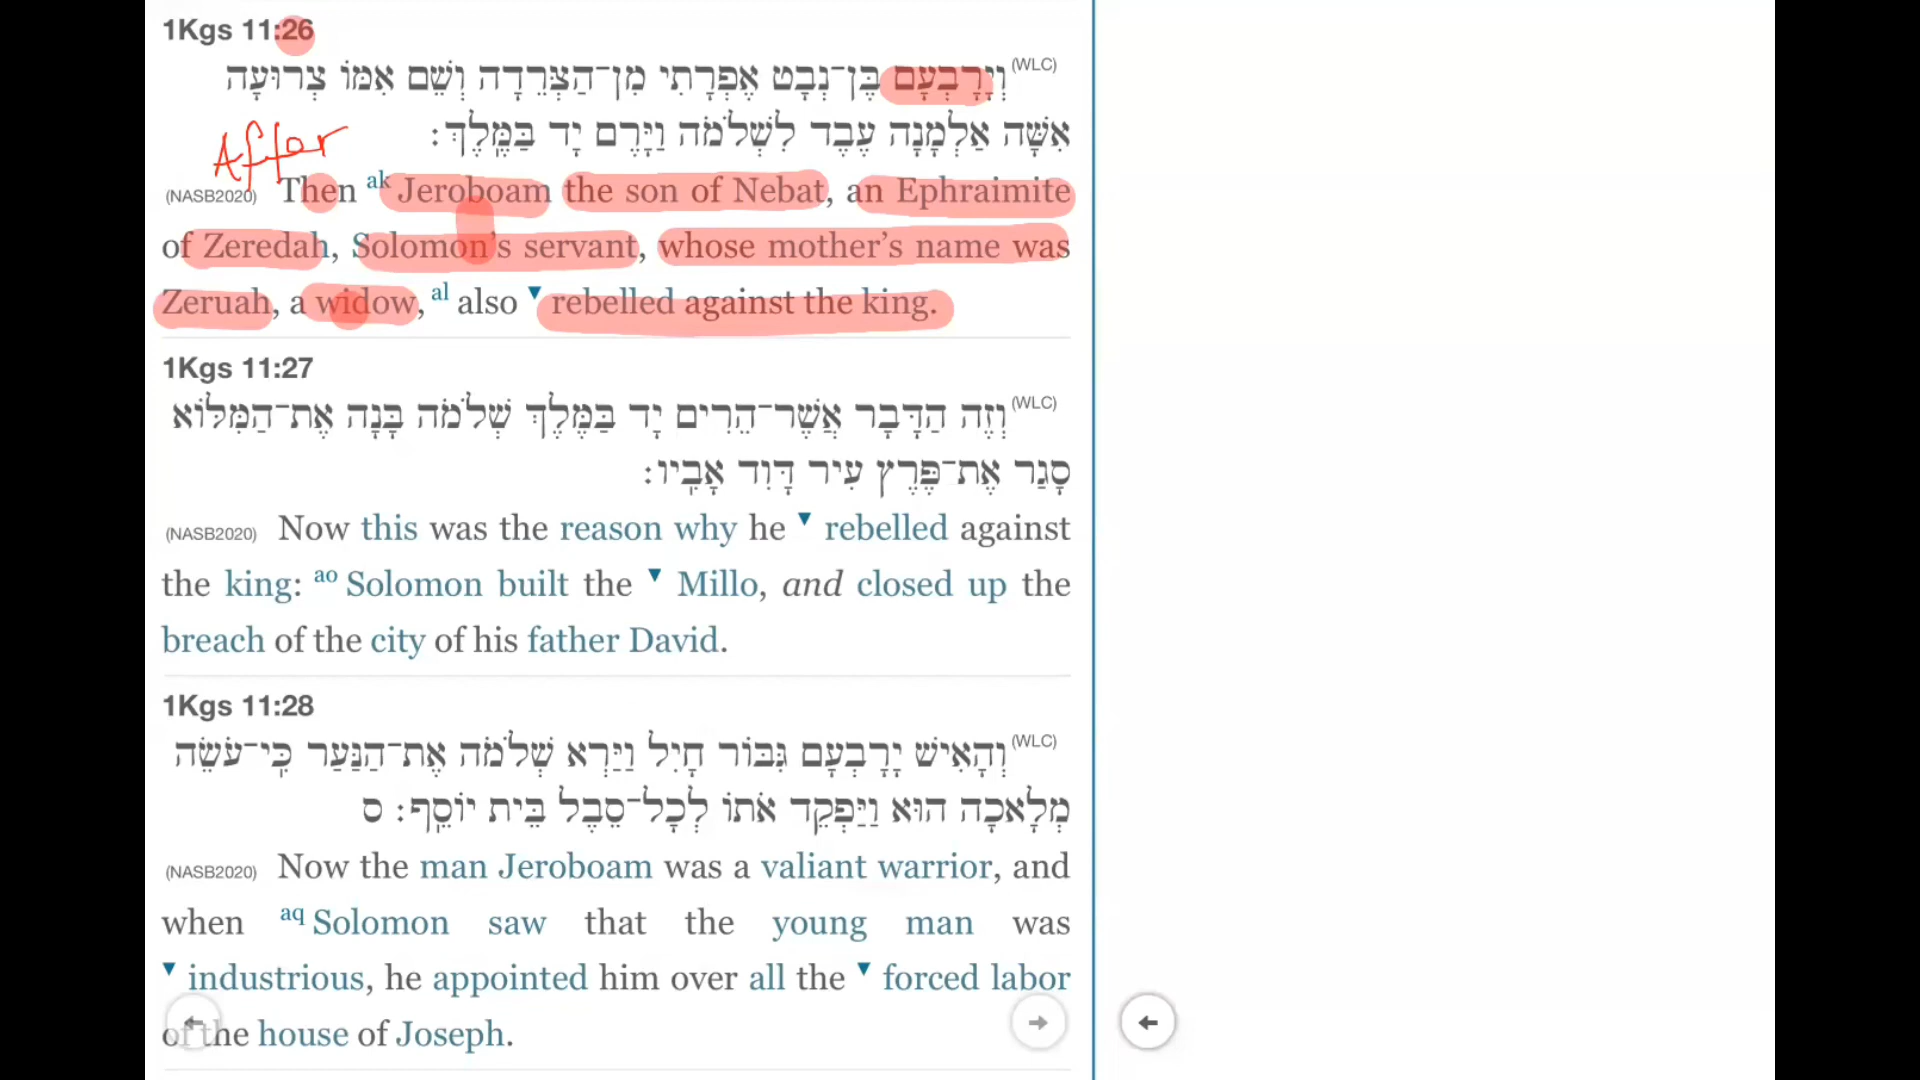 1Kgs 11:26
(WLC) וְיָרָבְעָם בֶּן־נְבָט אֶפְרָתִי מִן־הַצְּרֵדָה וְשֵׁם אִמּוֹ צְרוּעָה
אִשָּׁה אַלְמָנָה עֶבֶד לִשְׁלֹמֹה וַיָּרֶם יָד בַּמֶּלֶךְ׃
After
(NASB2020) Then ak Jeroboam the son of Nebat, an Ephraimite
of Zeredah, Solomon’s servant, whose mother’s name was
Zeruah, a widow, al also ▼ rebelled against the king.
1Kgs 11:27
(WLC) וְזֶה הַדָּבָר אֲשֶׁר־הֵרִים יָד בַּמֶּלֶךְ שְׁלֹמֹה בָּנָה אֶת־הַמִּלּוֹא
סָגַר אֶת־פֶּרֶץ עִיר דָּוִד אָבִיו׃
(NASB2020) Now this was the reason why he ▼ rebelled against
the king: ao Solomon built the ▼ Millo, and closed up the
breach of the city of his father David.
1Kgs 11:28
(WLC) וְהָאִישׁ יָרָבְעָם גִּבּוֹר חָיִל וַיַּרְא שְׁלֹמֹה אֶת־הַנַּעַר כִּי־עֹשֵׂה
מְלָאכָה הוּא וַיַּפְקֵד אֹתוֹ לְכָל־סֵבֶל בֵּית יוֹסֵף׃ ס
(NASB2020) Now the man Jeroboam was a valiant warrior, and
when aq Solomon saw that the young man was
▼ industrious, he appointed him over all the ▼ forced labor
of the house of Joseph.